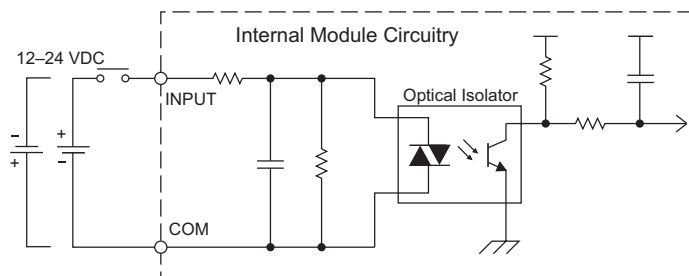 Internal Module Circuitry
12–24 VDC
INPUT
Optical Isolator
-
+
+
-
COM